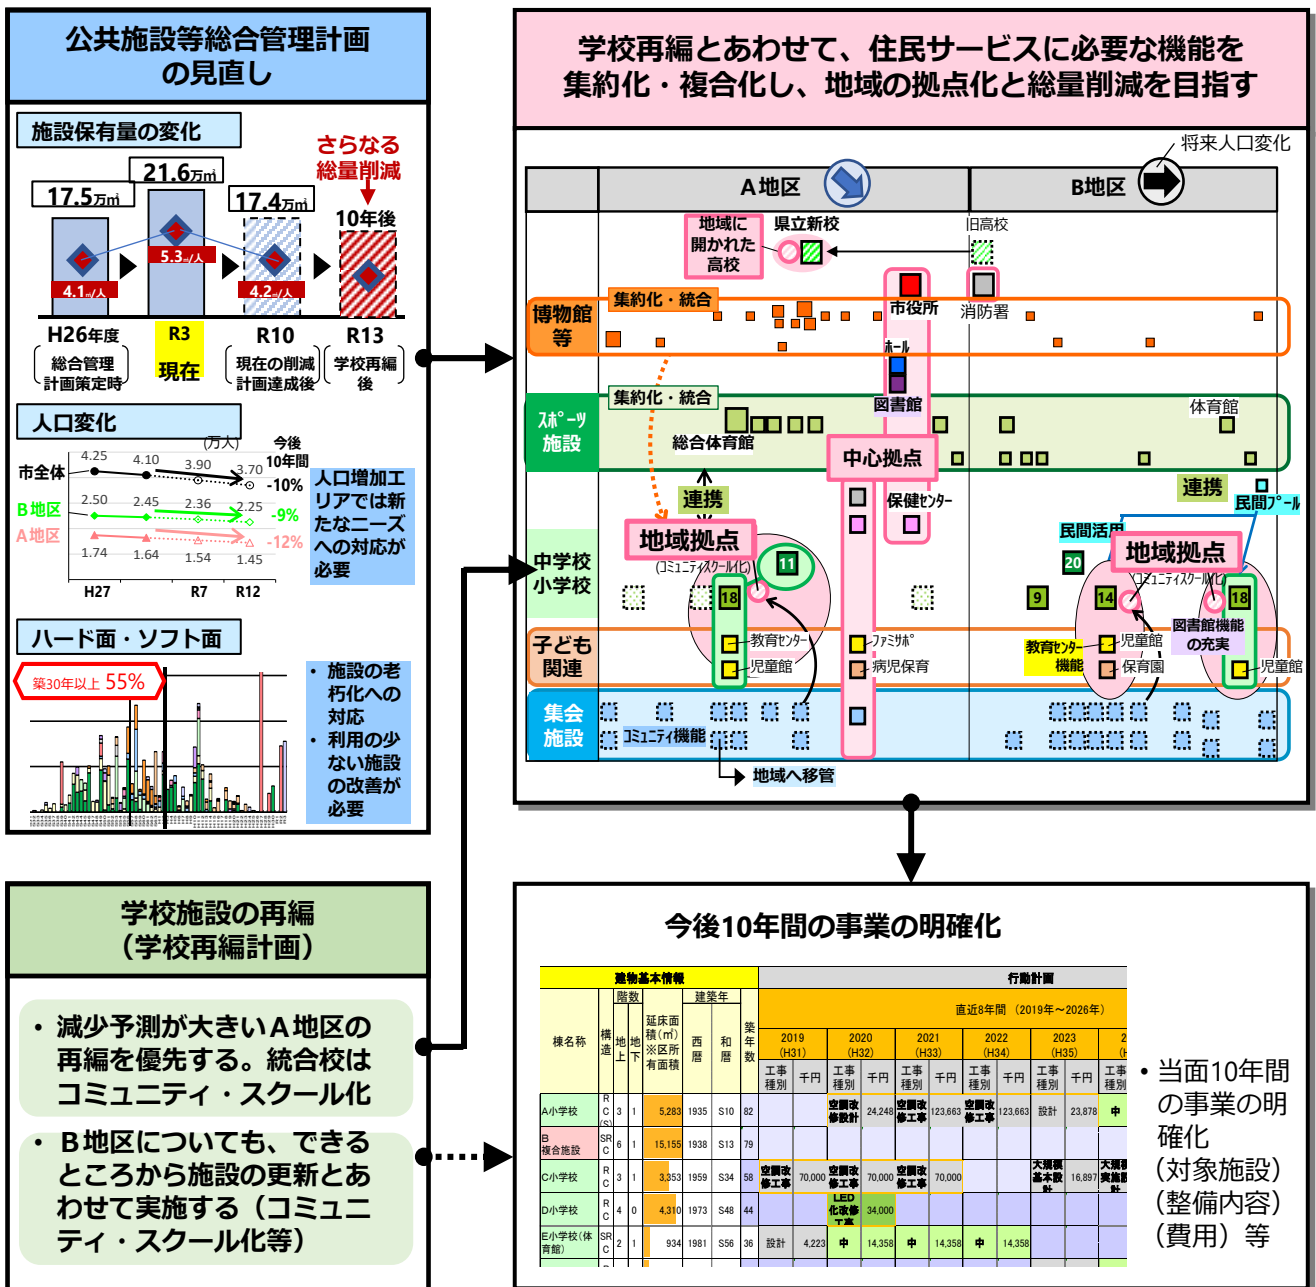 公共施設等総合管理計画
の見直し
施設保有量の変化
さらなる
総量削減
17.5万㎡
21.6万㎡
17.4万㎡
10年後
4.1㎡/人
5.3㎡/人
4.2㎡/人
H26年度
R3
R10
R13
総合管理
計画策定時
現在
現在の削減
計画達成後
学校再編
後
人口変化
(万人)
今後
10年間
市全体
4.25
4.10
3.90
3.70
-10%
B地区
2.50
2.45
2.36
2.25
-9%
A地区
1.74
1.64
1.54
1.45
-12%
H27
R7
R12
人口増加エ
リアでは新
たなニーズ
への対応が
必要
ハード面・ソフト面
築30年以上 55%
• 施設の老
朽化への
対応
• 利用の少
ない施設
の改善が
必要
学校再編とあわせて、住民サービスに必要な機能を
集約化・複合化し、地域の拠点化と総量削減を目指す
将来人口変化
A地区
B地区
地域に
開かれた
高校
県立新校
旧高校
博物館
等
集約化・統合
市役所
消防署
ホール
図書館
スポーツ
施設
集約化・統合
総合体育館
体育館
中心拠点
連携
保健センター
連携
民間プール
民間活用
中学校
小学校
地域拠点
(コミュニティスクール化)
11
18
地域拠点
(コミュニティスクール化)
20
9
14
18
図書館機能
の充実
子ども
関連
教育センター
児童館
ファミサポ
病児保育
教育センター
機能
児童館
保育園
児童館
集会
施設
コミュニティ機能
地域へ移管
学校施設の再編
（学校再編計画）
• 減少予測が大きいA地区の
再編を優先する。統合校は
コミュニティ・スクール化
• B地区についても、できる
ところから施設の更新とあ
わせて実施する（コミュニ
ティ・スクール化等）
今後10年間の事業の明確化
建物基本情報
行動計画
棟名称
構造
階数
地上
地下
延床面
積(㎡)
※区所
有面積
建築年
西暦
和暦
築年数
直近8年間 （2019年～2026年）
2019
(H31)
2020
(H32)
2021
(H33)
2022
(H34)
2023
(H35)
工事
種別
千円
工事
種別
千円
工事
種別
千円
工事
種別
千円
工事
種別
千円
工事
種別
A小学校 RC(S) 3 1 5,283 1935 S10 82 空調改修設計 24,248 空調改修工事 123,663 空調改修工事 123,663 設計 23,878 中
B複合施設 SRC 6 1 15,155 1938 S13 79
C小学校 RC 3 1 3,353 1959 S34 58 空調改修工事 70,000 空調改修工事 70,000 空調改修工事 70,000 大規模基本設計 16,897 大規模実施設計
D小学校 RC 4 0 4,310 1973 S48 44 LED化改修工事 34,000
E小学校(体育館) SRC 2 1 934 1981 S56 36 設計 4,223 中 14,358 中 14,358 中 14,358
• 当面10年間
の事業の明
確化
（対象施設）
（整備内容）
（費用）等